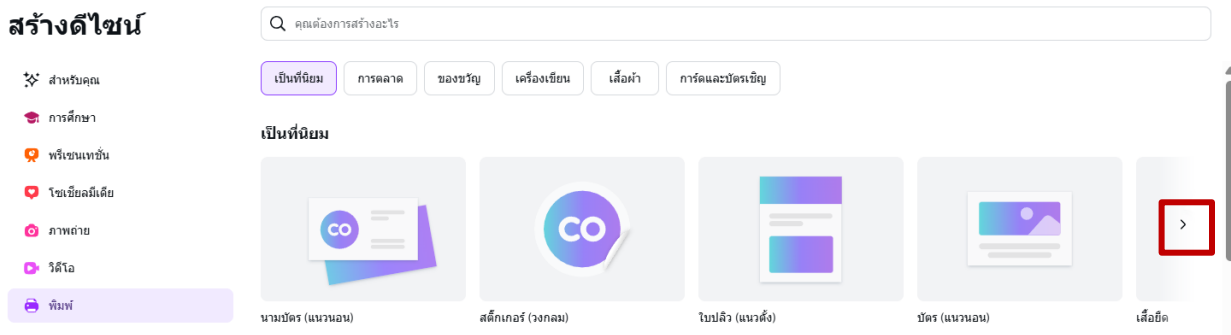 สร้างดีไซน์
คุณต้องการสร้างอะไร
สำหรับคุณ
การศึกษา
พรีเซนเทชั่น
โซเชียลมีเดีย
ภาพถ่าย
วิดีโอ
พิมพ์
เป็นที่นิยม การตลาด ของขวัญ เครื่องเขียน เสื้อผ้า การ์ดและบัตรเชิญ
เป็นที่นิยม
CO CO
นามบัตร (แนวนอน) สติ๊กเกอร์ (วงกลม) ใบปลิว (แนวตั้ง) บัตร (แนวนอน) เสื้อยืด